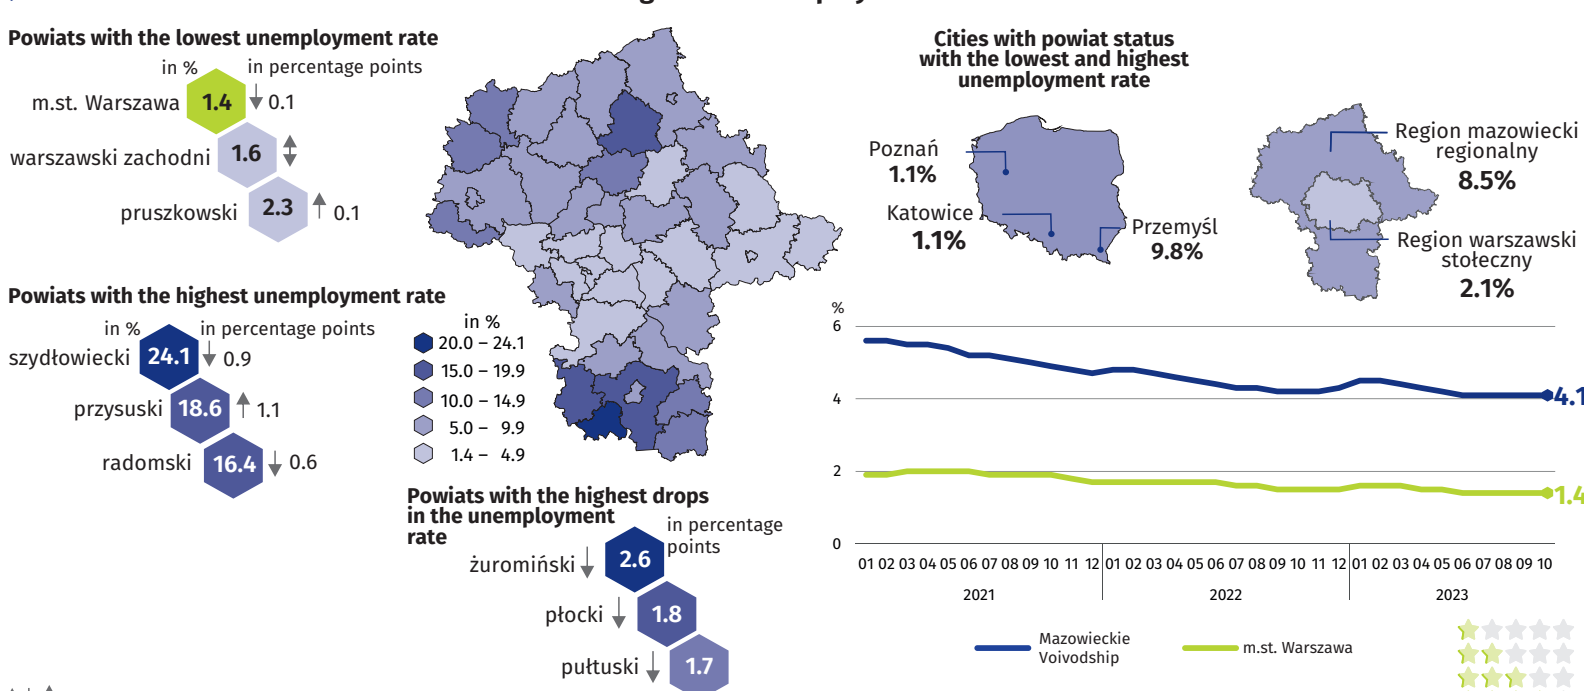 Powiats with the lowest unemployment rate
in %
in percentage points
m.st. Warszawa 1.4 0.1
warszawski zachodni 1.6
pruszkowski 2.3 0.1
Powiats with the highest unemployment rate
in %
in percentage points
szydłowiecki 24.1 0.9
przysuski 18.6 1.1
radomski 16.4 0.6
in %
20.0 – 24.1
15.0 – 19.9
10.0 – 14.9
5.0 – 9.9
1.4 – 4.9
Powiats with the highest drops
in the unemployment
rate
in percentage
points
żuromiński 2.6
płocki 1.8
pułtuski 1.7
Cities with powiat status
with the lowest and highest
unemployment rate
Poznań
1.1%
Katowice
1.1%
Przemyśl
9.8%
Region mazowiecki
regionalny
8.5%
Region warszawski
stołeczny
2.1%
%
6
4
2
0
4.1
1.4
01 02 03 04 05 06 07 08 09 10 11 12 01 02 03 04 05 06 07 08 09 10 11 12 01 02 03 04 05 06 07 08 09 10
2021 2022 2023
Mazowieckie
Voivodship
m.st. Warszawa